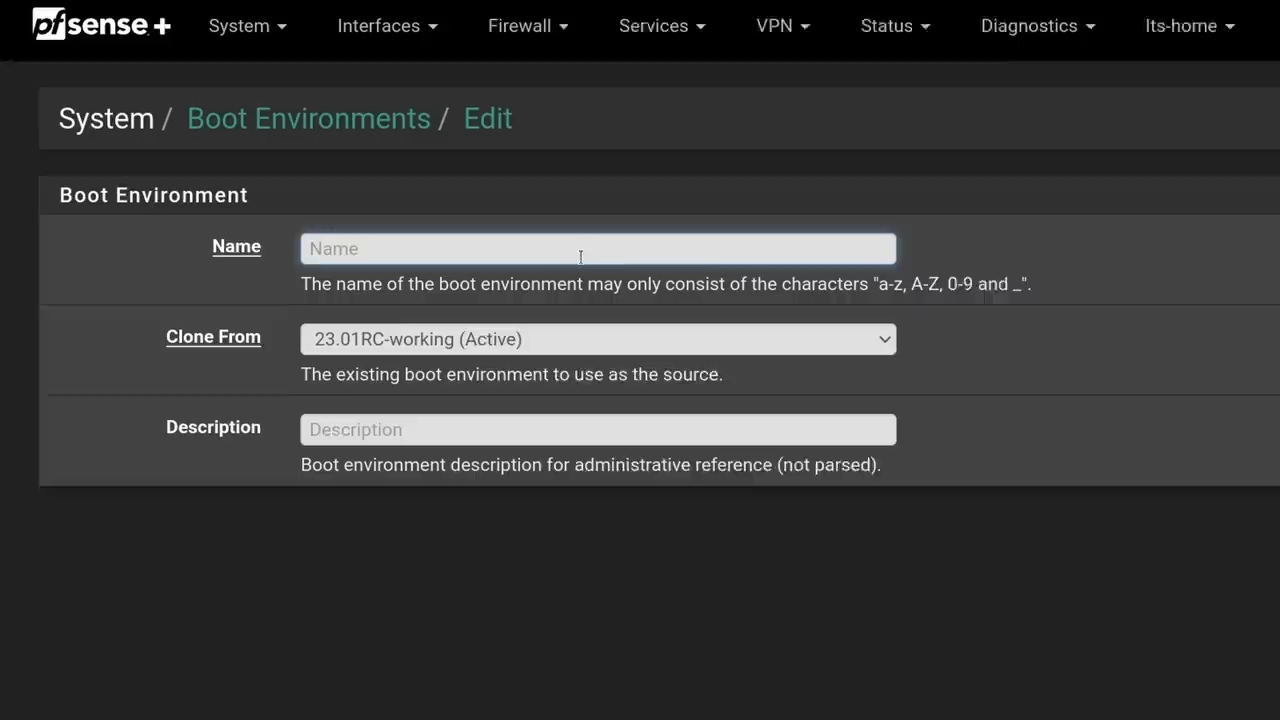 pfsense +
System
Interfaces
Firewall
Services
VPN
Status
Diagnostics
Its-home
System / Boot Environments / Edit
Boot Environment
Name
Name
The name of the boot environment may only consist of the characters "a-z, A-Z, 0-9 and _".
Clone From
23.01RC-working (Active)
The existing boot environment to use as the source.
Description
Description
Boot environment description for administrative reference (not parsed).